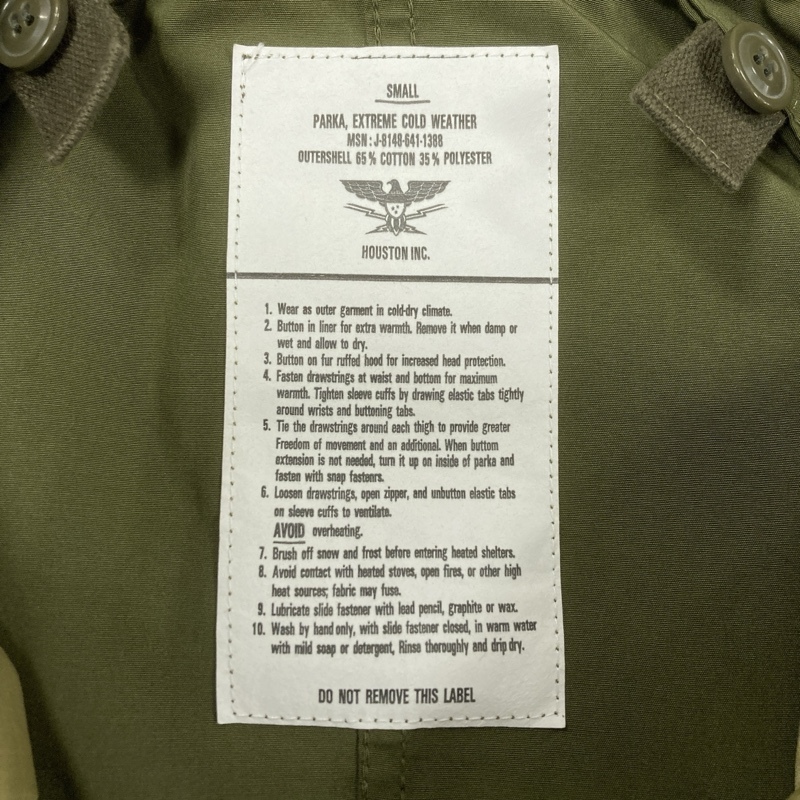 SMALL
PARKA, EXTREME COLD WEATHER
MSN: J-8148-641-1388
OUTERSHELL 65% COTTON 35% POLYESTER
HOUSTON INC.
1. Wear as outer garment in cold-dry climate.
2. Button in liner for extra warmth. Remove it when damp or
wet and allow to dry.
3. Button on fur ruffed hood for increased head protection.
4. Fasten drawstrings at waist and bottom for maximum
warmth. Tighten sleeve cuffs by drawing elastic tabs tightly
around wrists and buttoning tabs.
5. Tie the drawstrings around each thigh to provide greater
Freedom of movement and an additional. When buttom
extension is not needed, turn it up on inside of parka and
fasten with snap fastenrs.
6. Loosen drawstrings, open zipper, and unbutton elastic tabs
on sleeve cuffs to ventilate.
AVOID overheating.
7. Brush off snow and frost before entering heated shelters.
8. Avoid contact with heated stoves, open fires, or other high
heat sources; fabric may fuse.
9. Lubricate slide fastener with lead pencil, graphite or wax.
10. Wash by hand only, with slide fastener closed, in warm water
with mild soap or detergent, Rinse thoroughly and drip dry.
DO NOT REMOVE THIS LABEL